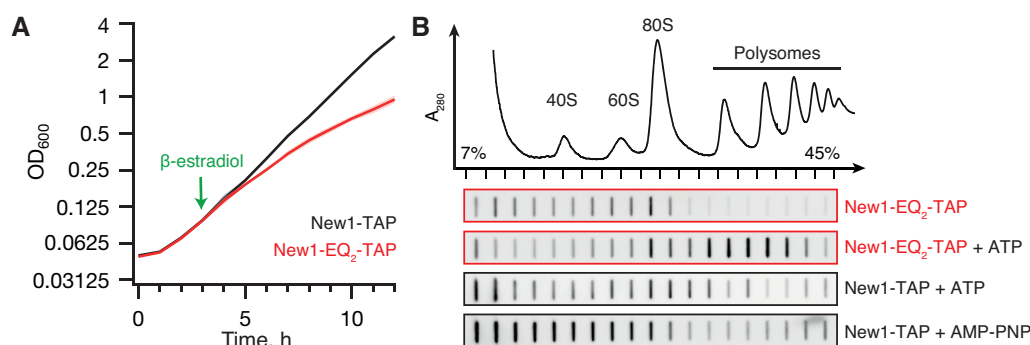 A
4
2
1
0.5
0.25
0.125
0.0625
0.03125
OD600
β-estradiol
New1-TAP
New1-EQ2-TAP
0
5
10
Time, h
B
A280
80S
40S
60S
Polysomes
7%
45%
New1-EQ2-TAP
New1-EQ2-TAP + ATP
New1-TAP + ATP
New1-TAP + AMP-PNP